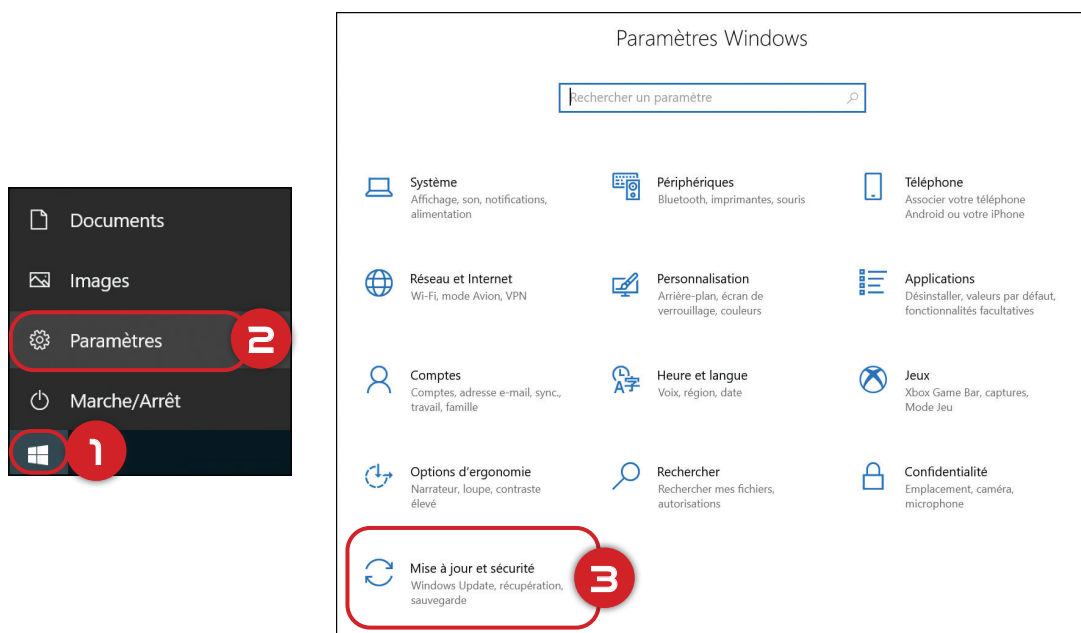 Documents
Images
Paramètres
2
Marche/Arrêt
1
Paramètres Windows
Rechercher un paramètre
Système
Affichage, son, notifications,
alimentation
Périphériques
Bluetooth, imprimantes, souris
Téléphone
Associer votre téléphone
Android ou votre iPhone
Réseau et Internet
Wi-Fi, mode Avion, VPN
Personnalisation
Arrière-plan, écran de
verrouillage, couleurs
Applications
Désinstaller, valeurs par défaut,
fonctionnalités facultatives
Comptes
Comptes, adresse e-mail, sync.,
travail, famille
Heure et langue
Voix, région, date
Jeux
Xbox Game Bar, captures,
Mode Jeu
Options d'ergonomie
Narrateur, loupe, contraste
élevé
Rechercher
Rechercher mes fichiers,
autorisations
Confidentialité
Emplacement, caméra,
microphone
Mise à jour et sécurité
Windows Update, récupération,
sauvegarde
3